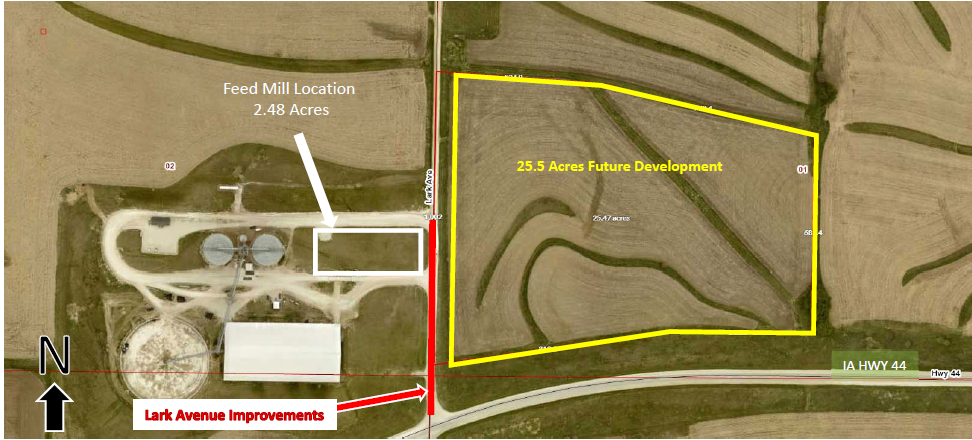 Feed Mill Location
2.48 Acres
02
Lark Ave
25.5 Acres Future Development
01
25.47 acres
IA HWY 44
Hwy 44
N
Lark Avenue Improvements